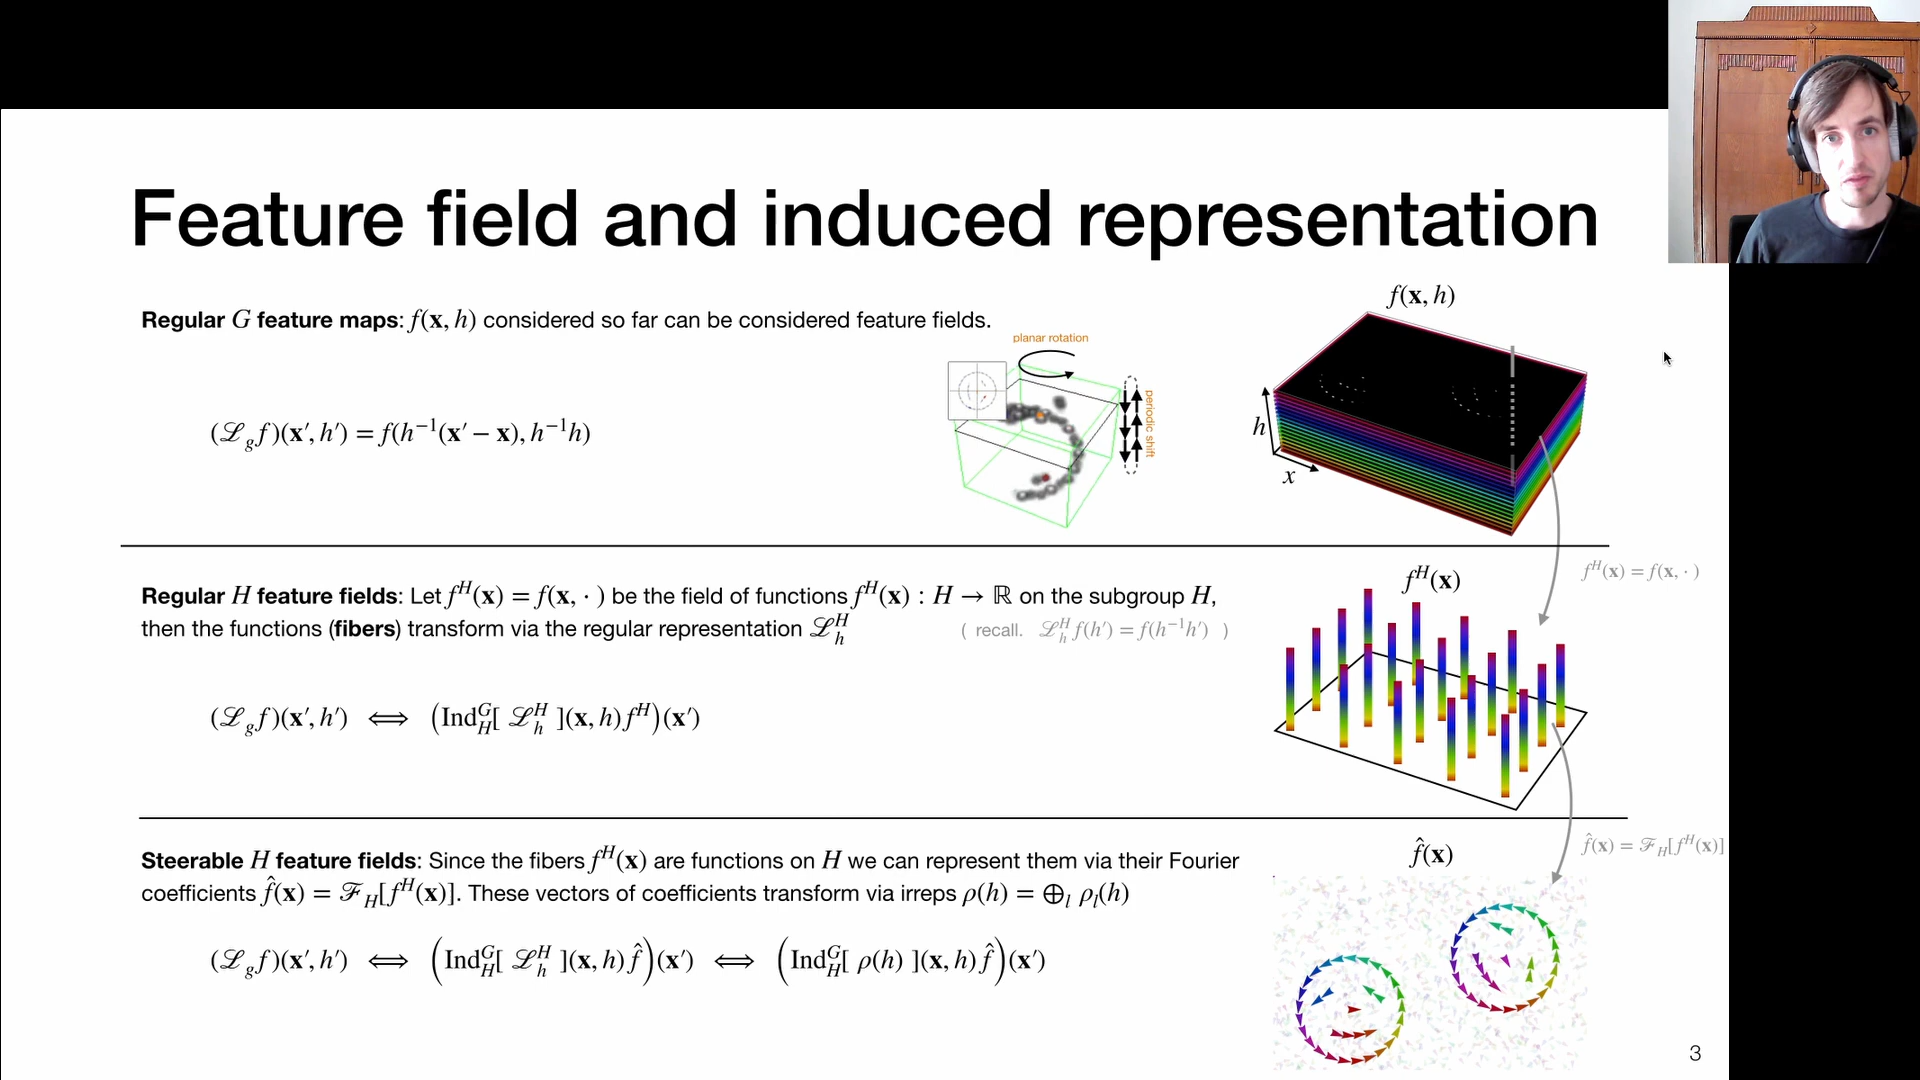 Feature field and induced representation
Regular G feature maps: f(x, h) considered so far can be considered feature fields.
(ℒ_g f)(x′, h′) = f(h⁻¹(x′ − x), h⁻¹h)
planar rotation
periodic shift
f(x, h)
h
x
Regular H feature fields: Let f^H(x) = f(x, · ) be the field of functions f^H(x) : H → ℝ on the subgroup H,
then the functions (fibers) transform via the regular representation ℒ_h^H
( recall. ℒ_h^H f(h′) = f(h⁻¹h′) )
(ℒ_g f)(x′, h′) ⟺ (Ind_H^G[ ℒ_h^H ](x, h) f^H)(x′)
f^H(x)
f^H(x) = f(x, · )
Steerable H feature fields: Since the fibers f^H(x) are functions on H we can represent them via their Fourier
coefficients f̂(x) = ℱ_H[f^H(x)]. These vectors of coefficients transform via irreps ρ(h) = ⊕_l ρ_l(h)
(ℒ_g f)(x′, h′) ⟺ (Ind_H^G[ ℒ_h^H ](x, h) f̂)(x′) ⟺ (Ind_H^G[ ρ(h) ](x, h) f̂)(x′)
f̂(x)
f̂(x) = ℱ_H[f^H(x)]
3